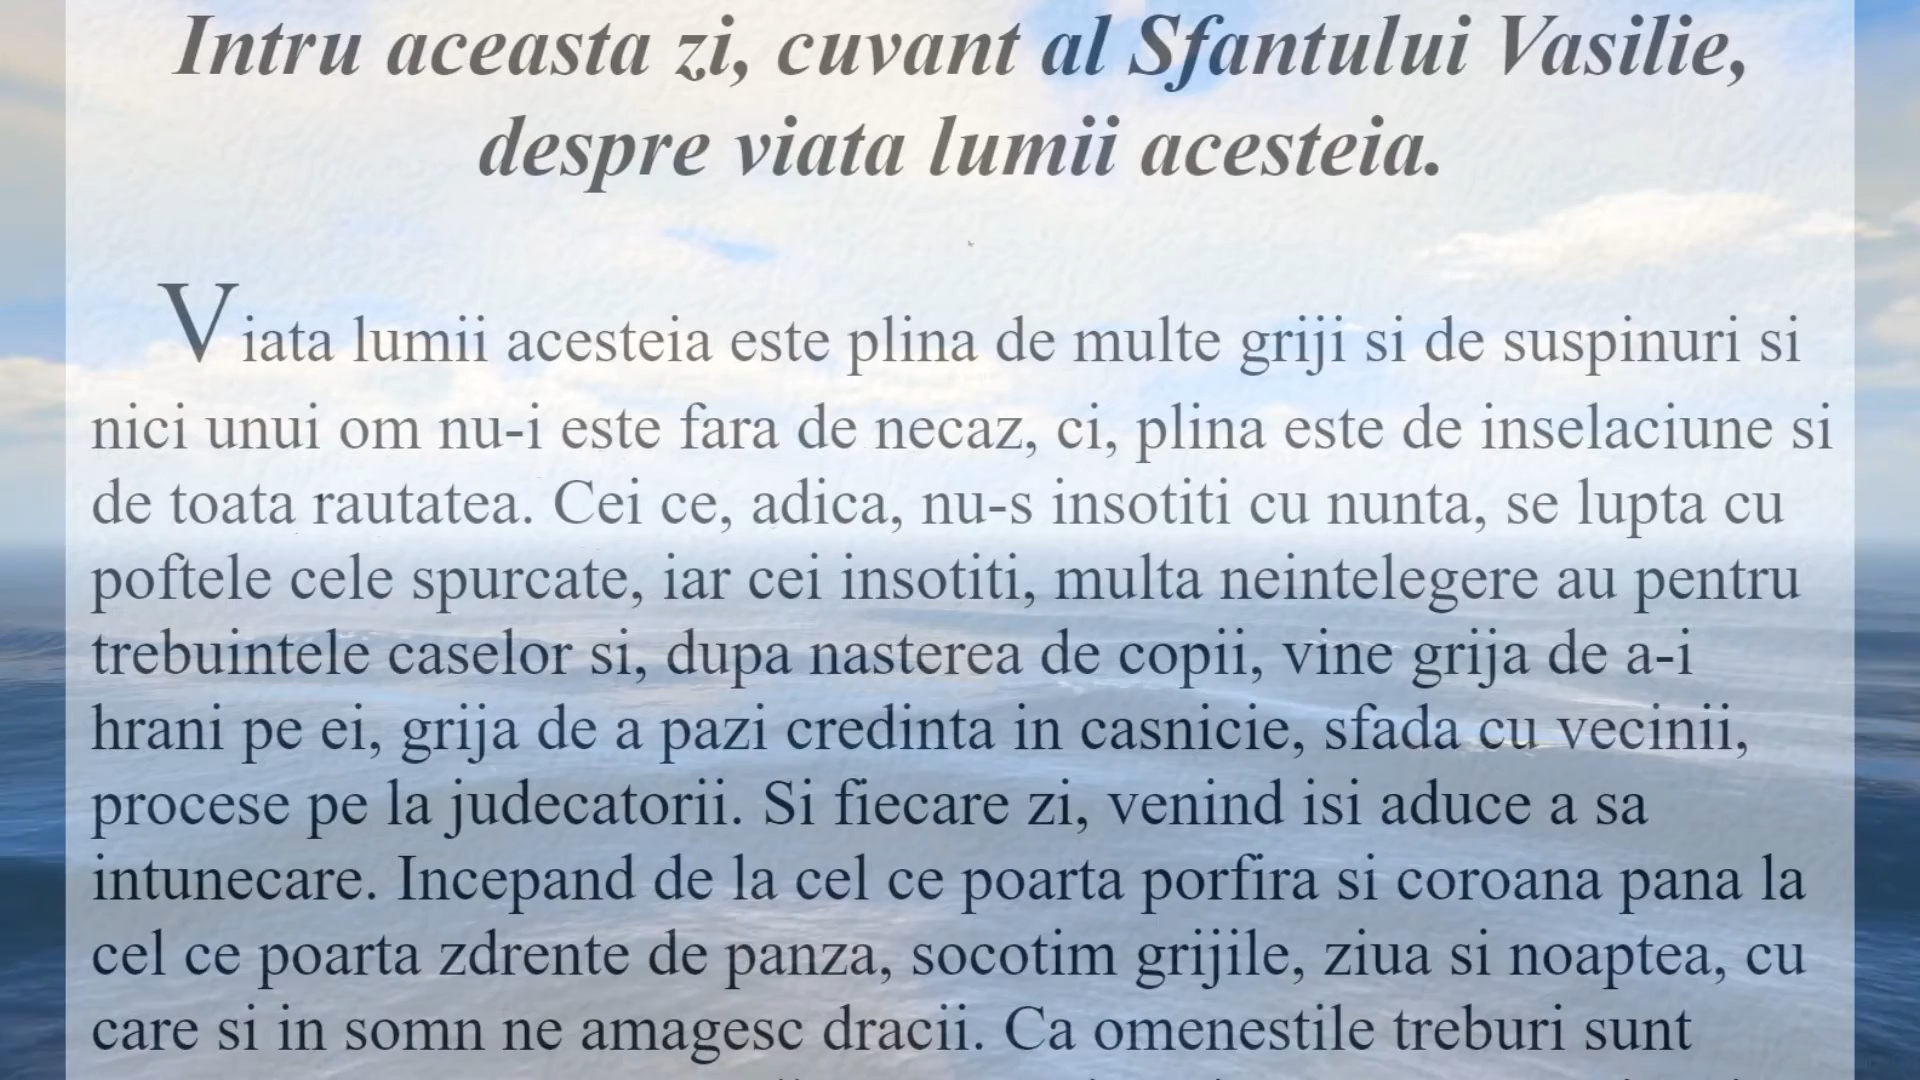 Intru aceasta zi, cuvant al Sfantului Vasilie,
despre viata lumii acesteia.
Viata lumii acesteia este plina de multe griji si de suspinuri si
nici unui om nu-i este fara de necaz, ci, plina este de inselaciune si
de toata rautatea. Cei ce, adica, nu-s insotiti cu nunta, se lupta cu
poftele cele spurcate, iar cei insotiti, multa neintelegere au pentru
trebuintele caselor si, dupa nasterea de copii, vine grija de a-i
hrani pe ei, grija de a pazi credinta in casnicie, sfada cu vecinii,
procese pe la judecatorii. Si fiecare zi, venind isi aduce a sa
intunecare. Incepand de la cel ce poarta porfira si coroana pana la
cel ce poarta zdrente de panza, socotim grijile, ziua si noaptea, cu
care si in somn ne amagesc dracii. Ca omenestile treburi sunt